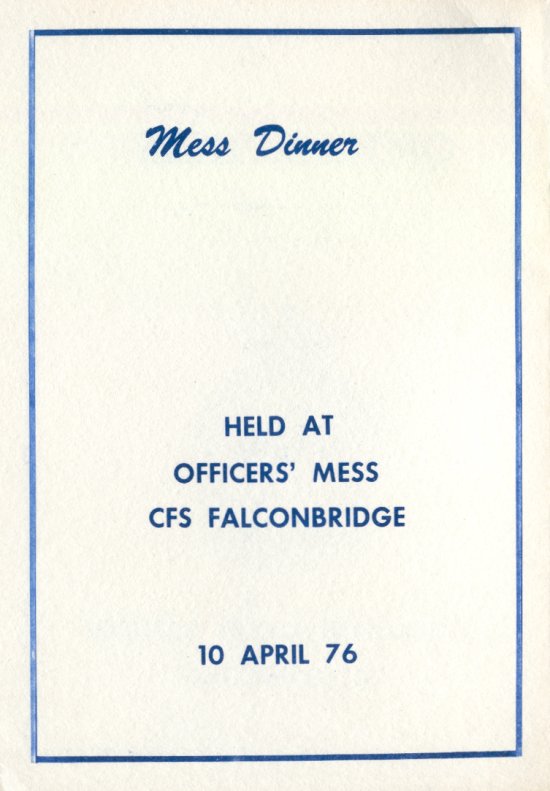 Mess Dinner
HELD AT
OFFICERS' MESS
CFS FALCONBRIDGE
10 APRIL 76